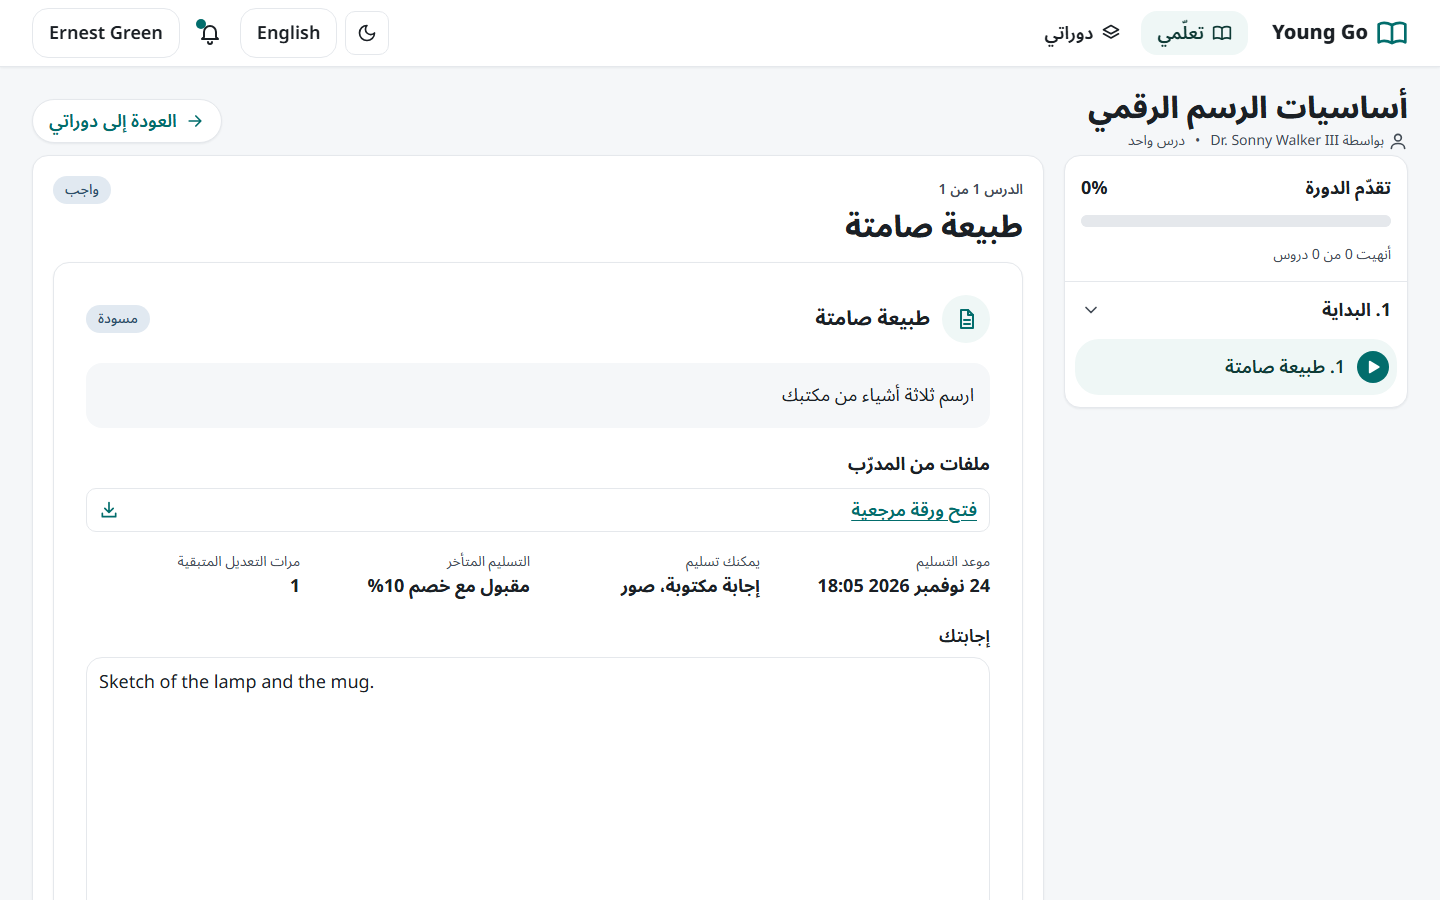 Young Go
تعلّمي
دوراتي
English
Ernest Green
أساسيات الرسم الرقمي
بواسطة Dr. Sonny Walker III • درس واحد
العودة إلى دوراتي
تقدّم الدورة
0%
أنهيت 0 من 0 دروس
1. البداية
1. طبيعة صامتة
الدرس 1 من 1
واجب
طبيعة صامتة
طبيعة صامتة
مسودة
ارسم ثلاثة أشياء من مكتبك
ملفات من المدرّب
فتح ورقة مرجعية
موعد التسليم
24 نوفمبر 2026 18:05
يمكنك تسليم
إجابة مكتوبة، صور
التسليم المتأخر
مقبول مع خصم 10%
مرات التعديل المتبقية
1
إجابتك
Sketch of the lamp and the mug.